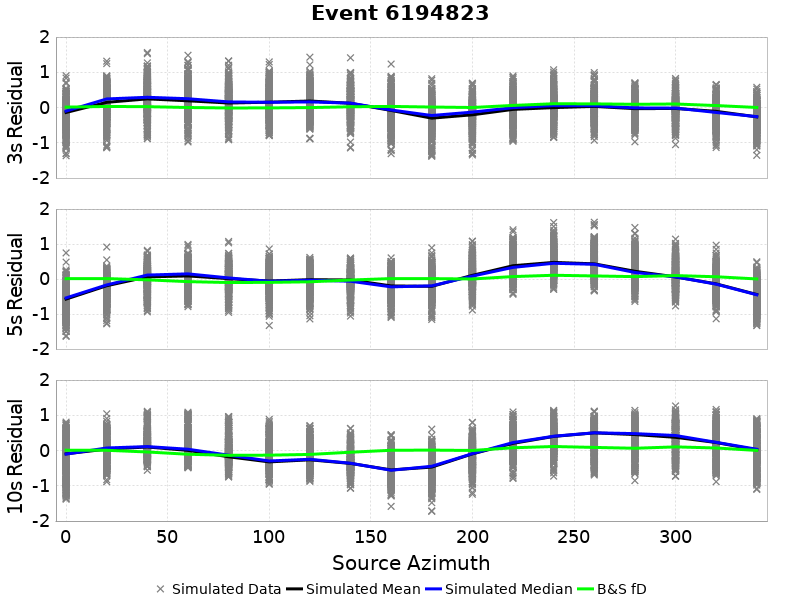 Event 6194823
3s Residual
2
1
0
-1
-2
5s Residual
2
1
0
-1
-2
10s Residual
2
1
0
-1
-2
0 50 100 150 200 250 300
Source Azimuth
Simulated Data Simulated Mean Simulated Median B&S fD